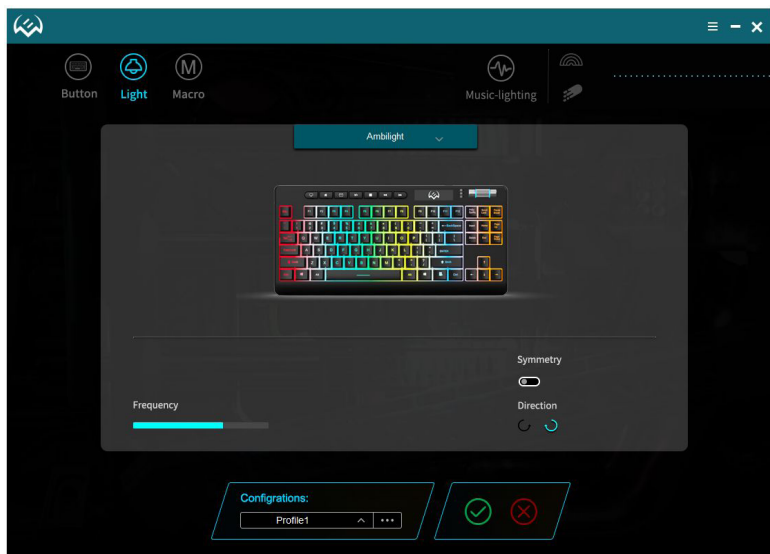 Button
Light
Macro
Music-lighting
Ambilight
Symmetry
Frequency
Direction
Configrations:
Profile1